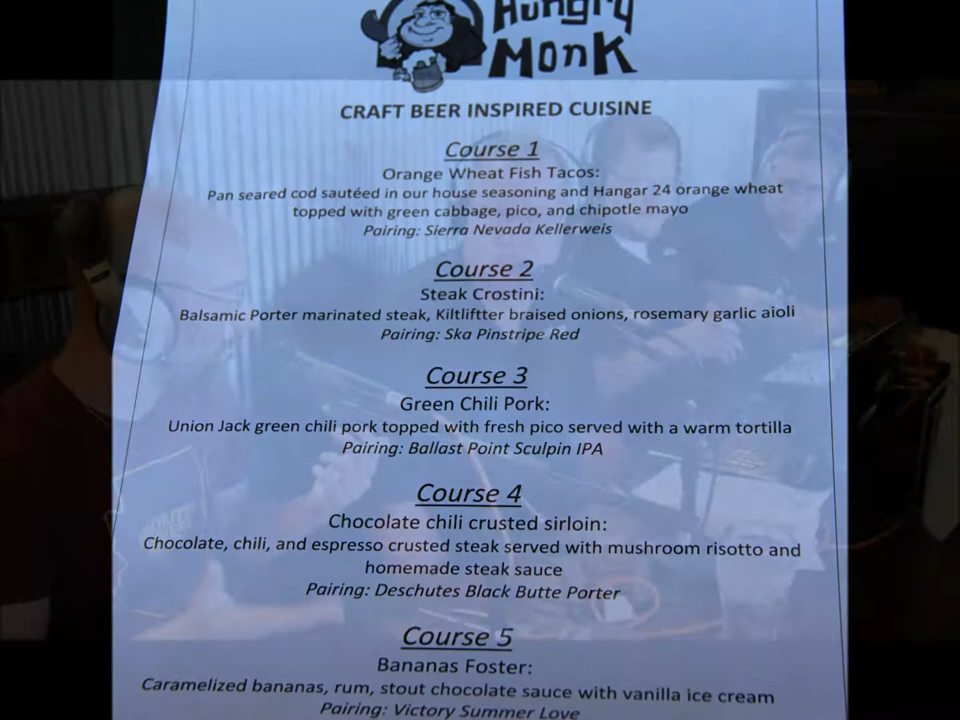 Hungry
Monk
CRAFT BEER INSPIRED CUISINE
Course 1
Orange Wheat Fish Tacos:
Pan seared cod sautéed in our house seasoning and Hangar 24 orange wheat
topped with green cabbage, pico, and chipotle mayo
Pairing: Sierra Nevada Kellerweis
Course 2
Steak Crostini:
Balsamic Porter marinated steak, Kiltliftter braised onions, rosemary garlic aioli
Pairing: Ska Pinstripe Red
Course 3
Green Chili Pork:
Union Jack green chili pork topped with fresh pico served with a warm tortilla
Pairing: Ballast Point Sculpin IPA
Course 4
Chocolate chili crusted sirloin:
Chocolate, chili, and espresso crusted steak served with mushroom risotto and
homemade steak sauce
Pairing: Deschutes Black Butte Porter
Course 5
Bananas Foster:
Caramelized bananas, rum, stout chocolate sauce with vanilla ice cream
Pairing: Victory Summer Love